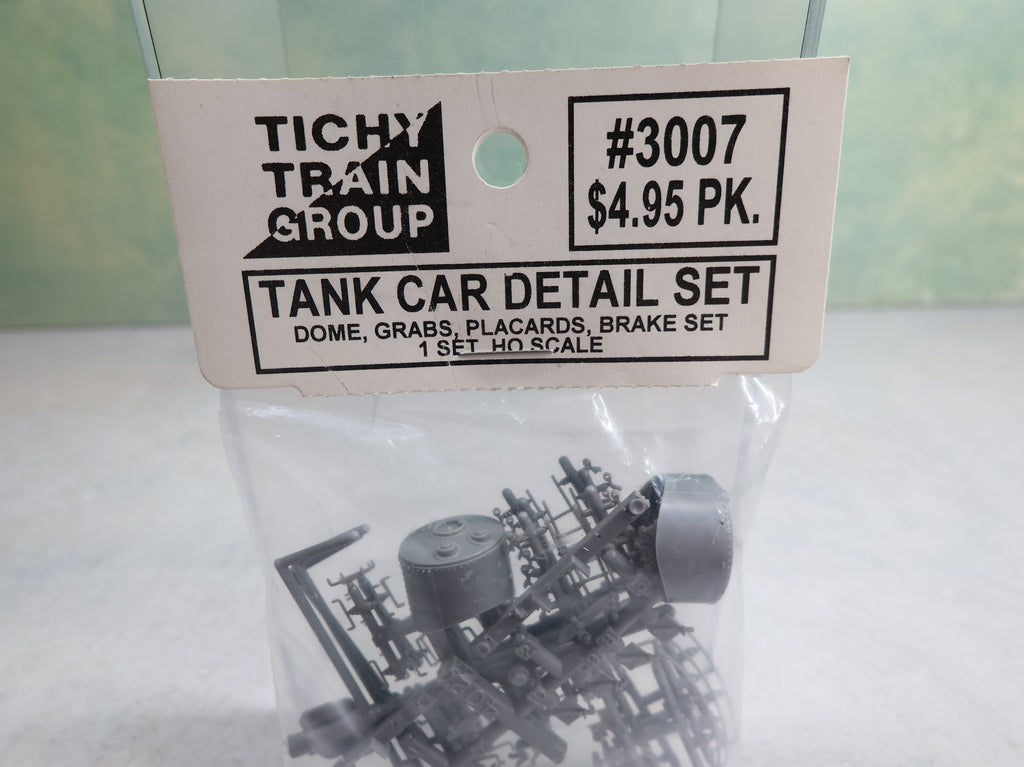 TICHY
TRAIN
GROUP
#3007
$4.95 PK.
TANK CAR DETAIL SET
DOME, GRABS, PLACARDS, BRAKE SET
1 SET HO SCALE